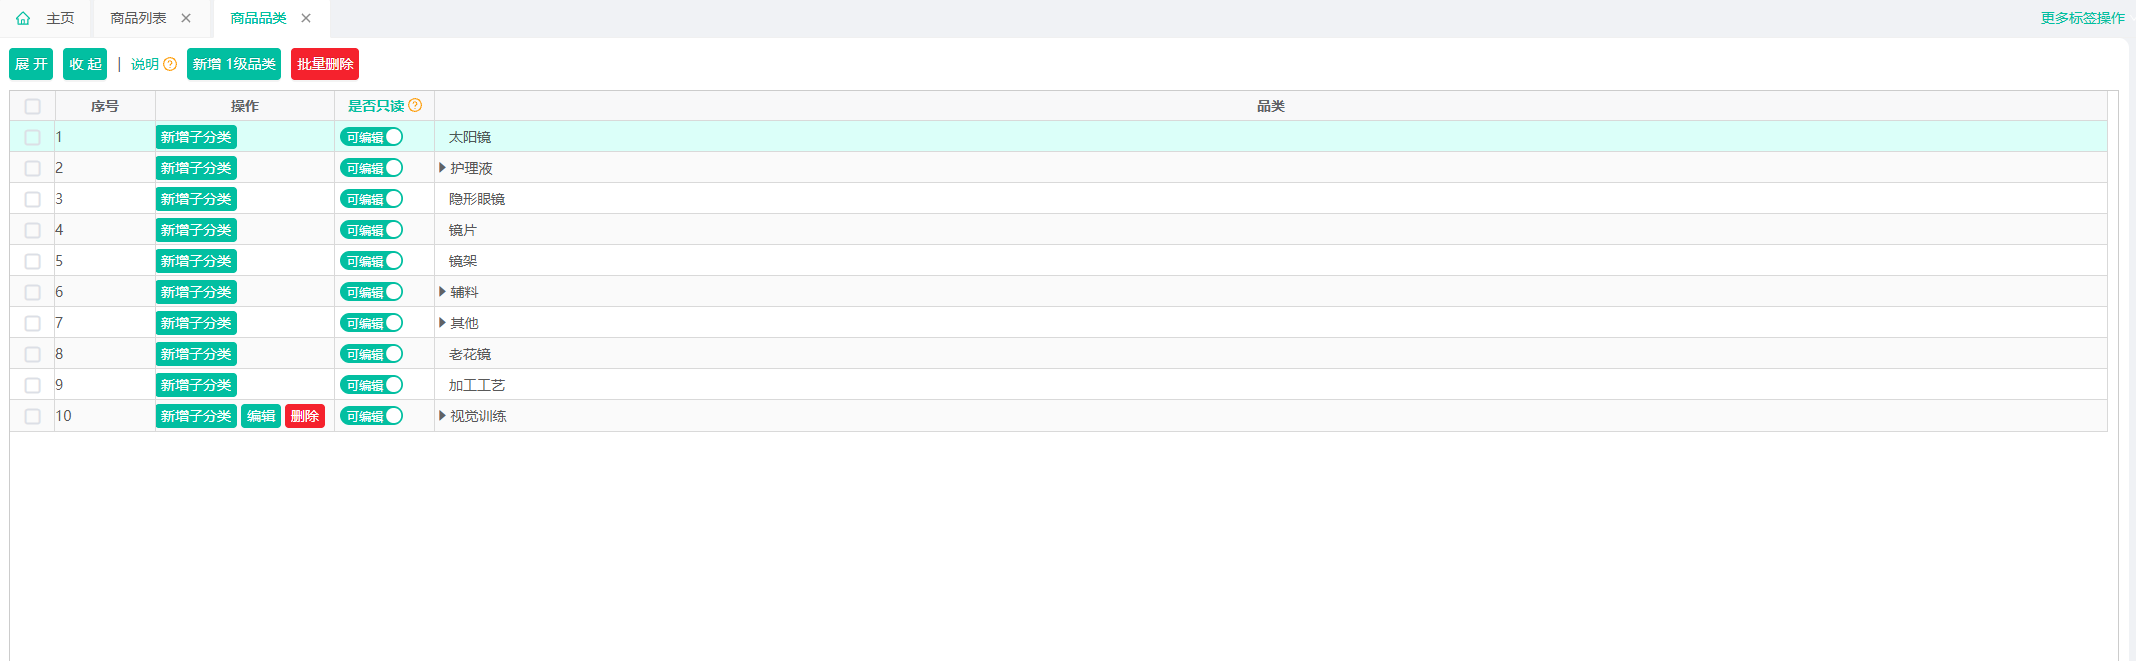 主页 商品列表 商品品类 更多标签操作
展 开 收 起 | 说明 新增 1级品类 批量删除
序号 操作 是否只读 品类
1 新增子分类 可编辑 太阳镜
2 新增子分类 可编辑 护理液
3 新增子分类 可编辑 隐形眼镜
4 新增子分类 可编辑 镜片
5 新增子分类 可编辑 镜架
6 新增子分类 可编辑 辅料
7 新增子分类 可编辑 其他
8 新增子分类 可编辑 老花镜
9 新增子分类 可编辑 加工工艺
10 新增子分类 编辑 删除 可编辑 视觉训练